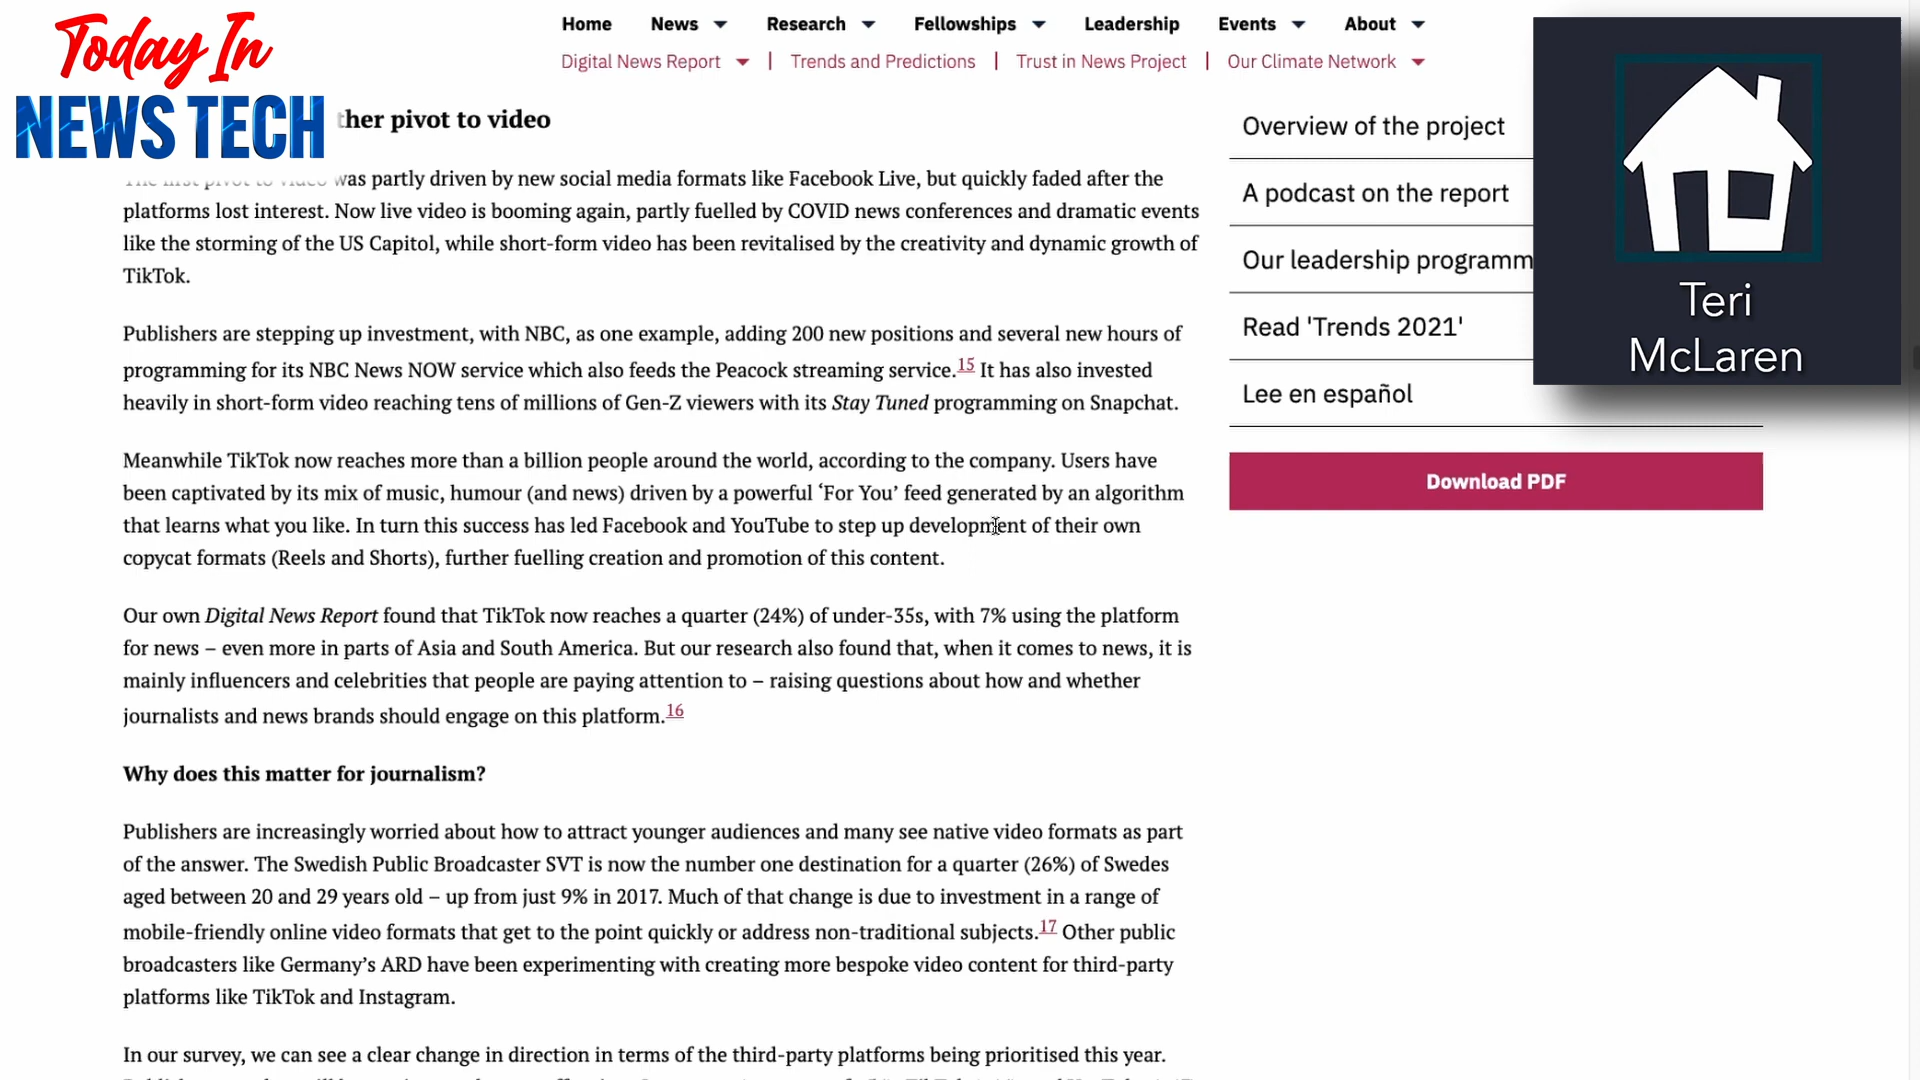 Today In
NEWS TECH
Home News Research Fellowships Leadership Events About
Digital News Report | Trends and Predictions | Trust in News Project | Our Climate Network
ther pivot to video
The first pivot to video was partly driven by new social media formats like Facebook Live, but quickly faded after the
platforms lost interest. Now live video is booming again, partly fuelled by COVID news conferences and dramatic events
like the storming of the US Capitol, while short-form video has been revitalised by the creativity and dynamic growth of
TikTok.
Publishers are stepping up investment, with NBC, as one example, adding 200 new positions and several new hours of
programming for its NBC News NOW service which also feeds the Peacock streaming service.15 It has also invested
heavily in short-form video reaching tens of millions of Gen-Z viewers with its Stay Tuned programming on Snapchat.
Meanwhile TikTok now reaches more than a billion people around the world, according to the company. Users have
been captivated by its mix of music, humour (and news) driven by a powerful ‘For You’ feed generated by an algorithm
that learns what you like. In turn this success has led Facebook and YouTube to step up development of their own
copycat formats (Reels and Shorts), further fuelling creation and promotion of this content.
Our own Digital News Report found that TikTok now reaches a quarter (24%) of under-35s, with 7% using the platform
for news – even more in parts of Asia and South America. But our research also found that, when it comes to news, it is
mainly influencers and celebrities that people are paying attention to – raising questions about how and whether
journalists and news brands should engage on this platform.16
Why does this matter for journalism?
Publishers are increasingly worried about how to attract younger audiences and many see native video formats as part
of the answer. The Swedish Public Broadcaster SVT is now the number one destination for a quarter (26%) of Swedes
aged between 20 and 29 years old – up from just 9% in 2017. Much of that change is due to investment in a range of
mobile-friendly online video formats that get to the point quickly or address non-traditional subjects.17 Other public
broadcasters like Germany’s ARD have been experimenting with creating more bespoke video content for third-party
platforms like TikTok and Instagram.
In our survey, we can see a clear change in direction in terms of the third-party platforms being prioritised this year.
Overview of the project
A podcast on the report
Our leadership programm
Read 'Trends 2021'
Lee en español
Download PDF
Teri
McLaren